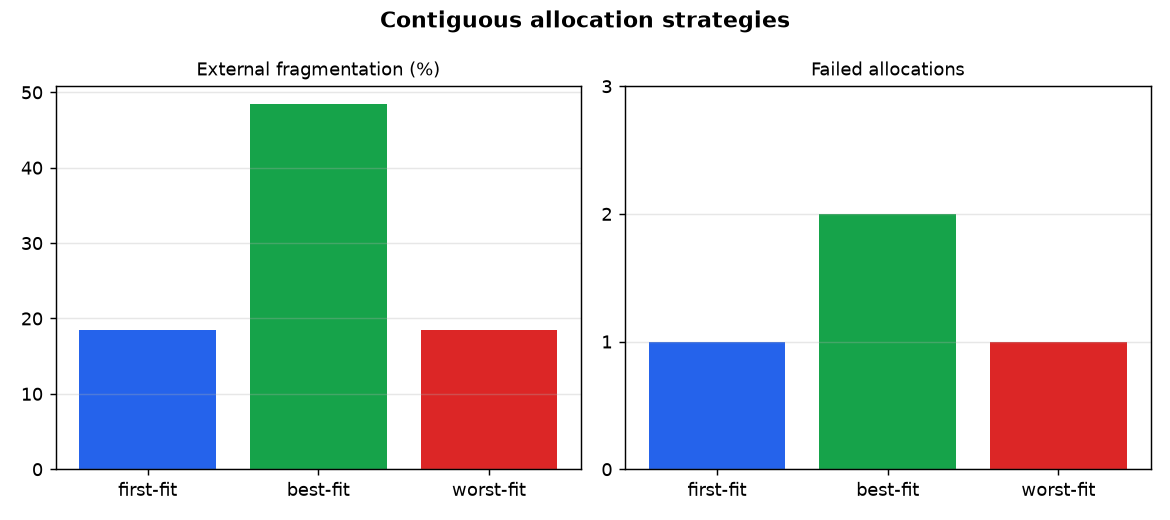 Contiguous allocation strategies
External fragmentation (%)
50
40
30
20
10
0
first-fit best-fit worst-fit
Failed allocations
3
2
1
0
first-fit best-fit worst-fit